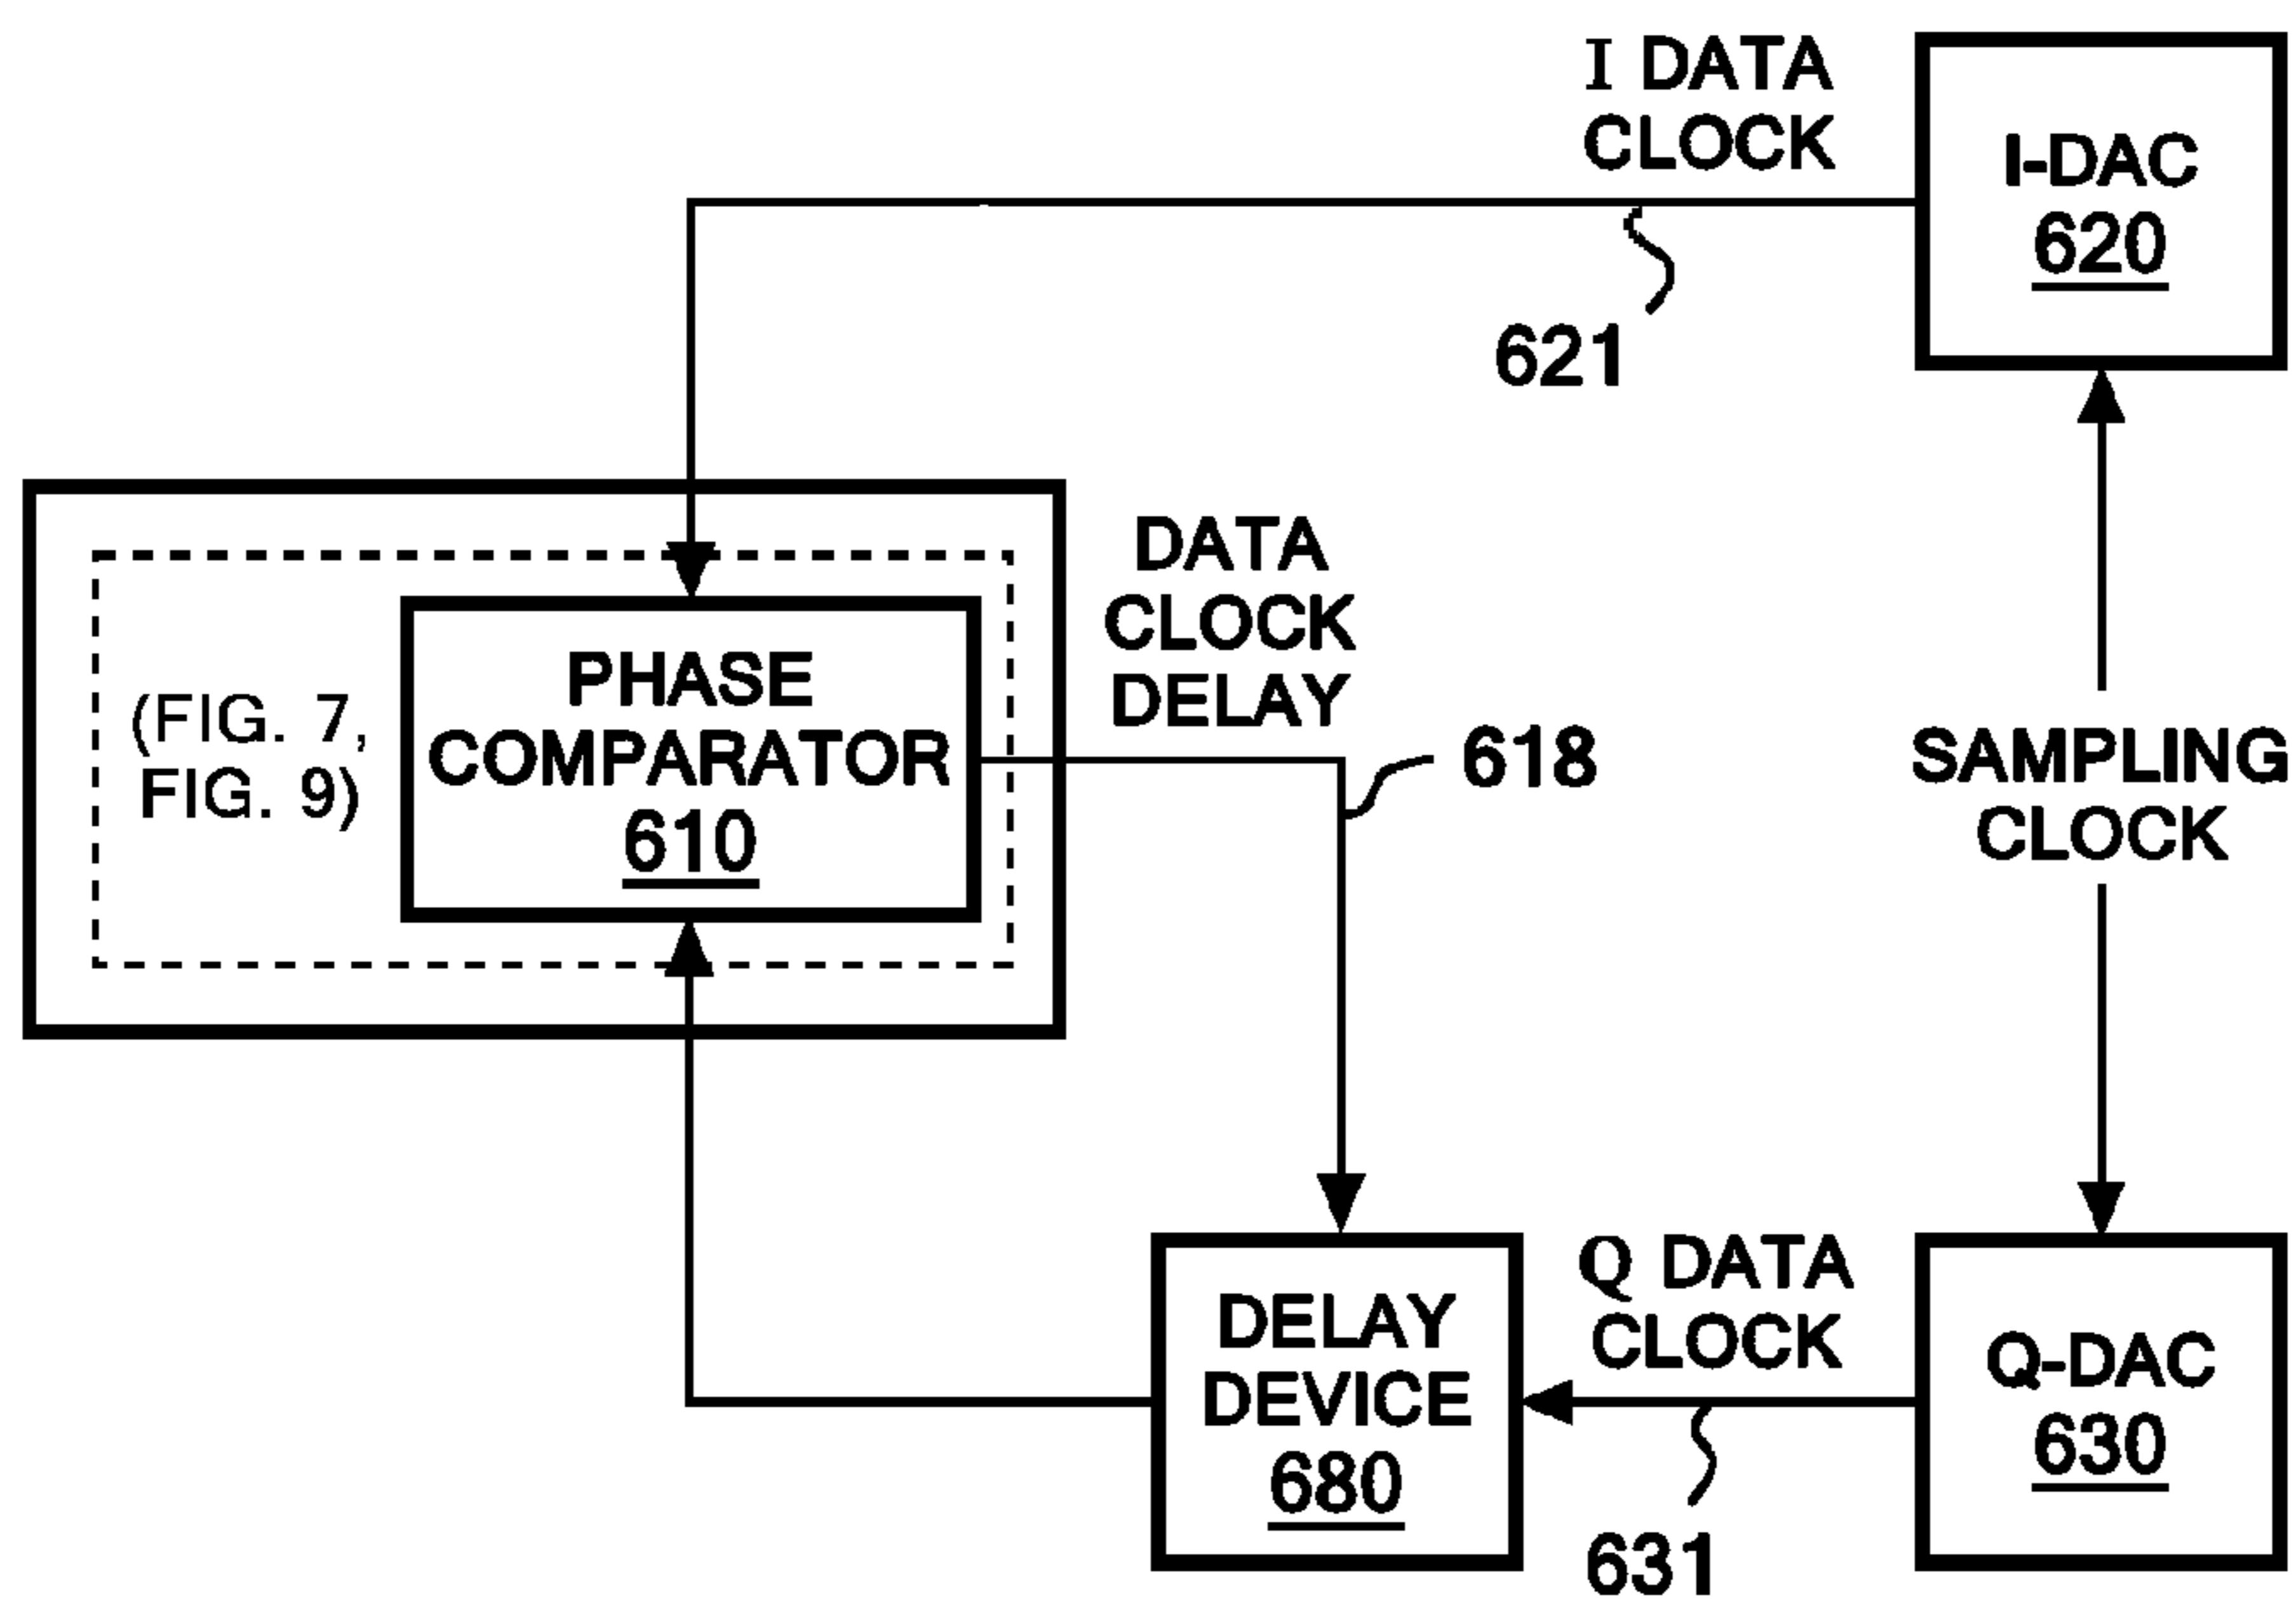 I DATA
CLOCK
I-DAC
620
621
DATA
CLOCK
DELAY
(FIG. 7,
FIG. 9)
PHASE
COMPARATOR
610
618
SAMPLING
CLOCK
DELAY
DEVICE
680
Q DATA
CLOCK
631
Q-DAC
630